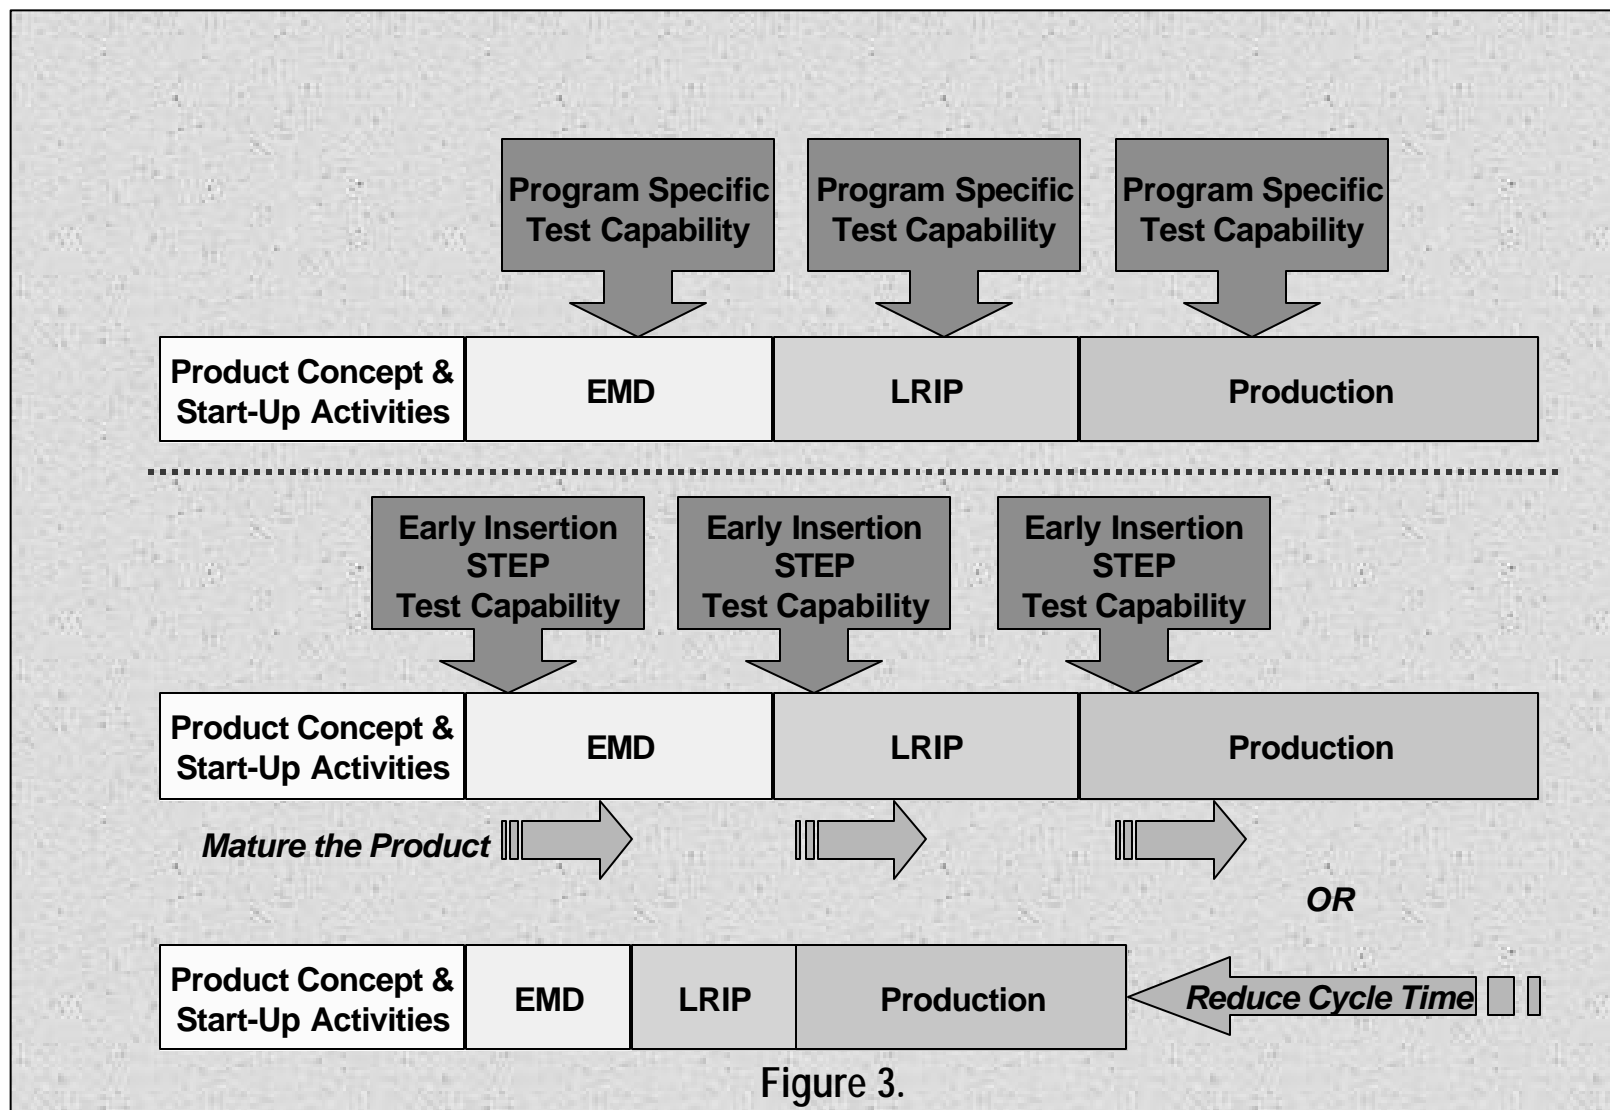 Program Specific
Test Capability
Program Specific
Test Capability
Program Specific
Test Capability
Product Concept &
Start-Up Activities
EMD
LRIP
Production
Early Insertion
STEP
Test Capability
Early Insertion
STEP
Test Capability
Early Insertion
STEP
Test Capability
Product Concept &
Start-Up Activities
EMD
LRIP
Production
Mature the Product
OR
Product Concept &
Start-Up Activities
EMD
LRIP
Production
Reduce Cycle Time
Figure 3.